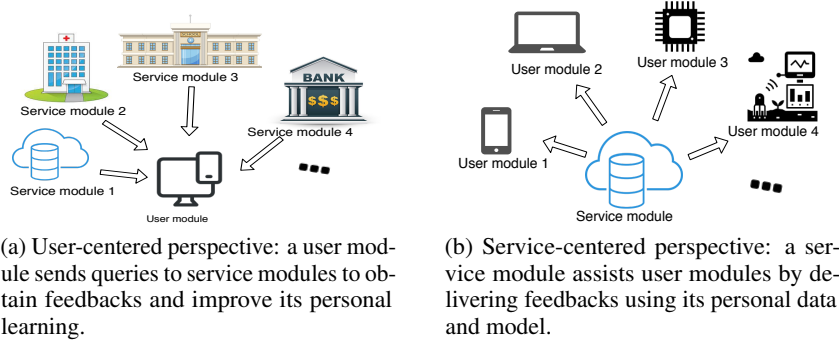 BANK
$$$
Service module 3
Service module 2
Service module 4
Service module 1
User module
User module 2
User module 3
User module 4
User module 1
Service module
(a) User-centered perspective: a user mod-
ule sends queries to service modules to ob-
tain feedbacks and improve its personal
learning.
(b) Service-centered perspective: a ser-
vice module assists user modules by de-
livering feedbacks using its personal data
and model.